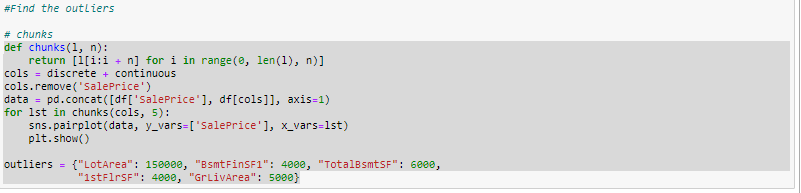 #Find the outliers
# chunks
def chunks(l, n):
    return [l[i:i + n] for i in range(0, len(l), n)]
cols = discrete + continuous
cols.remove('SalePrice')
data = pd.concat([df['SalePrice'], df[cols]], axis=1)
for lst in chunks(cols, 5):
    sns.pairplot(data, y_vars=['SalePrice'], x_vars=lst)
    plt.show()
outliers = {"LotArea": 150000, "BsmtFinSF1": 4000, "TotalBsmtSF": 6000,
            "1stFlrSF": 4000, "GrLivArea": 5000}